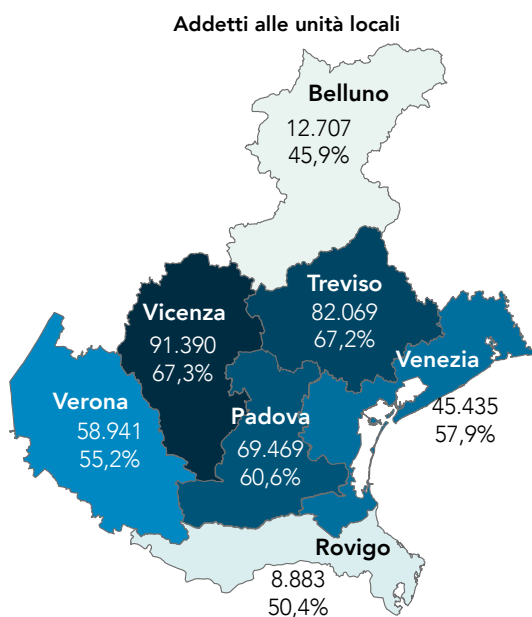 Addetti alle unità locali
Belluno
12.707
45,9%
Treviso
82.069
67,2%
Vicenza
91.390
67,3%
Venezia
45.435
57,9%
Verona
58.941
55,2%
Padova
69.469
60,6%
Rovigo
8.883
50,4%